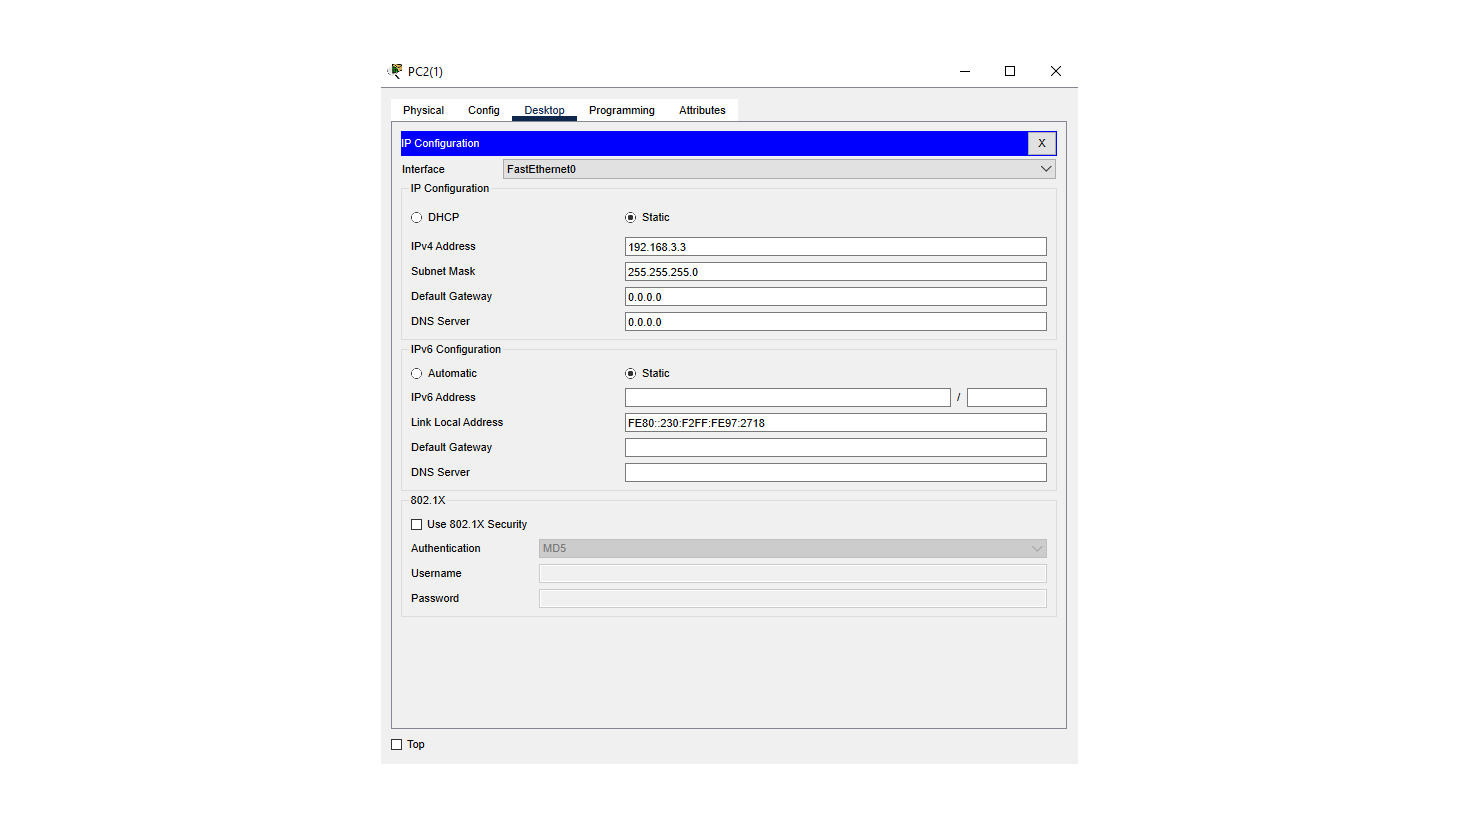 PC2(1)
Physical Config Desktop Programming Attributes
IP Configuration X
Interface FastEthernet0
IP Configuration
DHCP Static
IPv4 Address 192.168.3.3
Subnet Mask 255.255.255.0
Default Gateway 0.0.0.0
DNS Server 0.0.0.0
IPv6 Configuration
Automatic Static
IPv6 Address /
Link Local Address FE80::230:F2FF:FE97:2718
Default Gateway
DNS Server
802.1X
Use 802.1X Security
Authentication MD5
Username
Password
Top